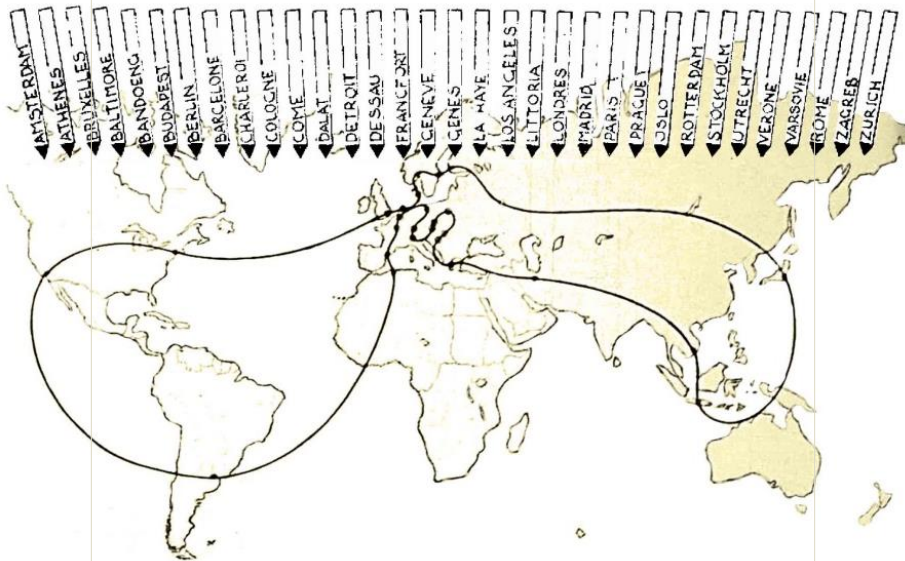 AMSTERDAM
ATHENES
BRUXELLES
BALTIMORE
BANDOENG
BUDAPEST
BERLIN
BARCELONE
CHARLEROI
COLOGNE
COME
DALAT
DETROIT
DESSAU
FRANCFORT
GENEVE
GENES
LA HAYE
LOS ANGELES
LITTORIA
LONDRES
MADRID
PARIS
PRAGUE
OSLO
ROTTERDAM
STOCKHOLM
UTRECHT
VERONE
VARSOVIE
ROME
ZAGREB
ZURICH